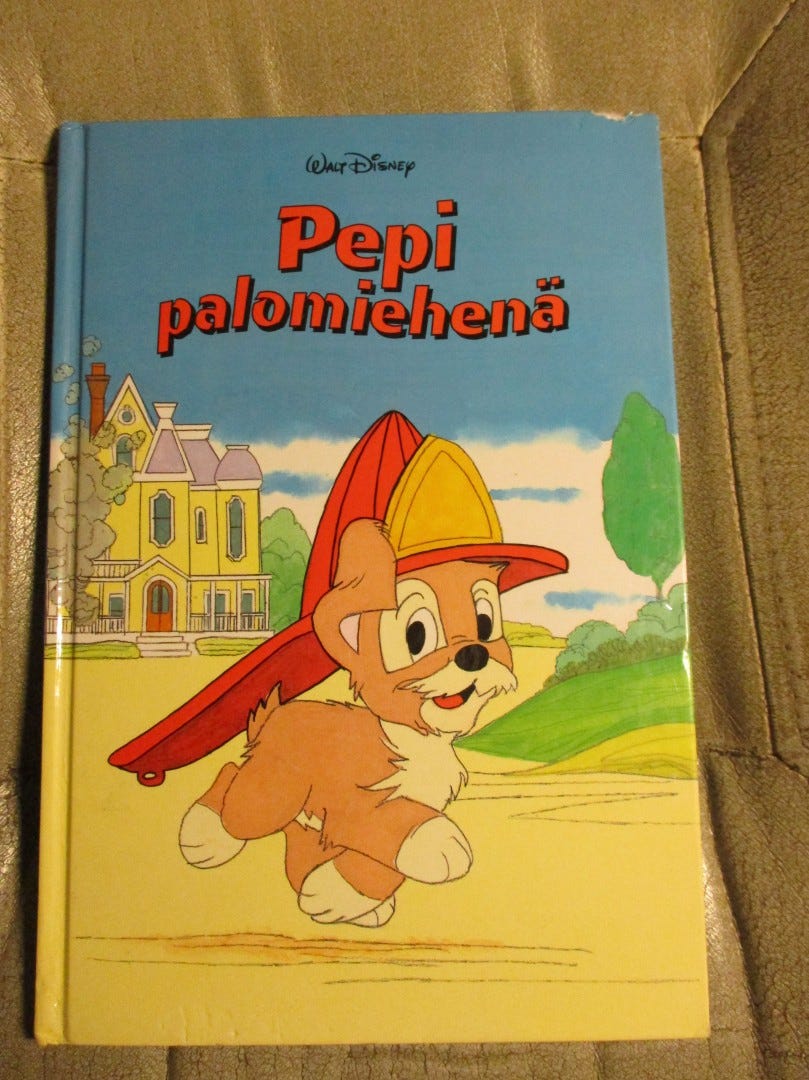 Walt Disney
Pepi
palomiehenä